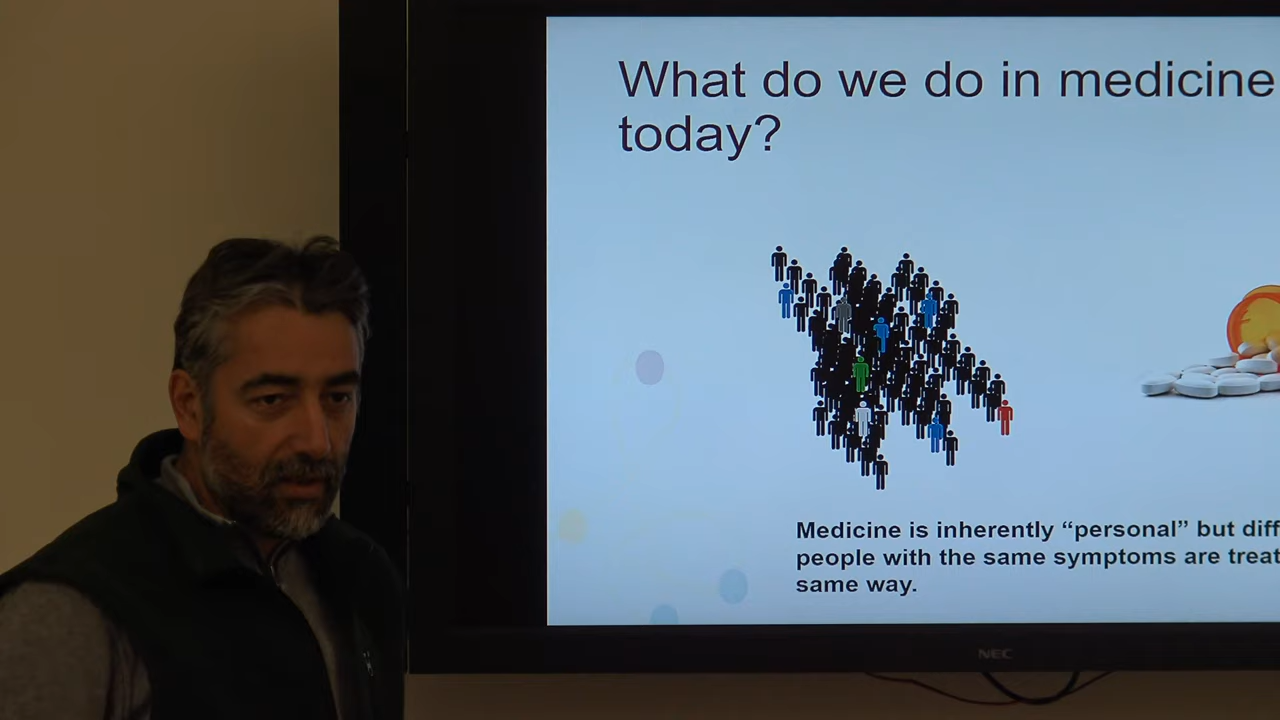 What do we do in medicine
today?
Medicine is inherently “personal” but diff
people with the same symptoms are treat
same way.
NEC